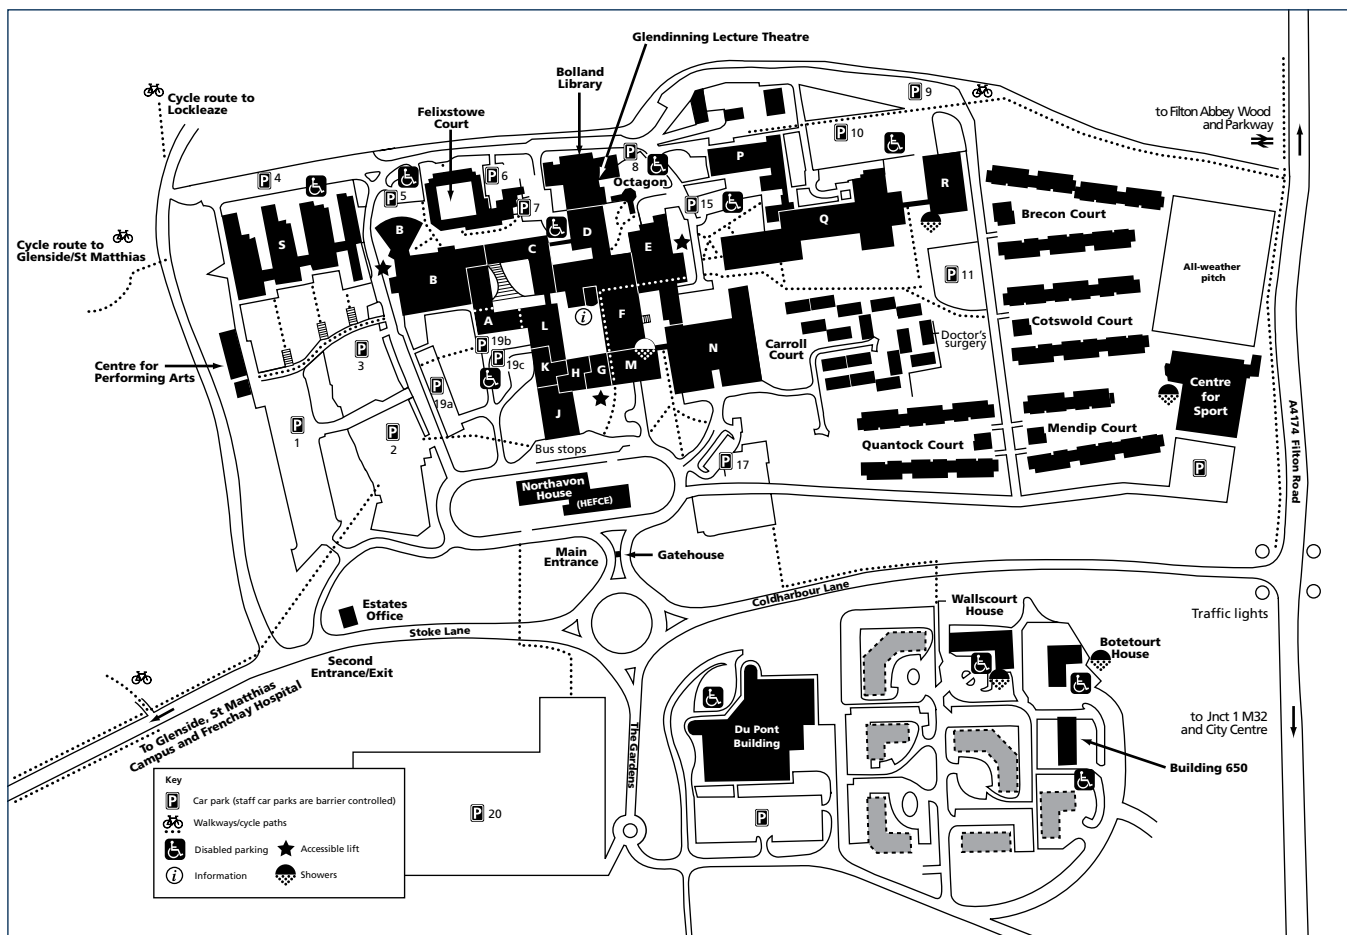 Glendinning Lecture Theatre
Bolland
Library
Felixstowe
Court
Cycle route to
Lockleaze
P 9
to Filton Abbey Wood
and Parkway
P 10
P 4
P 5
P 6
P 7
P 8
Octagon
P 15
P
Q
R
Brecon Court
Cycle route to
Glenside/St Matthias
S
B
B
C
D
E
P 11
All-weather
pitch
A
L
i
F
N
Carroll
Court
Doctor's
surgery
Cotswold Court
P 19b
P 19c
K
H
G
M
J
Centre for
Performing Arts
P 3
P 19a
P 1
P 2
Centre
for
Sport
Mendip Court
Quantock Court
P
A4174 Filton Road
Bus stops
P 17
Northavon
House
(HEFCE)
Main
Entrance
Gatehouse
Coldharbour Lane
Estates
Office
Stoke Lane
Second
Entrance/Exit
Wallscourt
House
Traffic lights
Botetourt
House
To Glenside, St Matthias
Campus and Frenchay Hospital
The Gardens
Du Pont
Building
to Jnct 1 M32
and City Centre
Building 650
P 20
P
Key
P Car park (staff car parks are barrier controlled)
Walkways/cycle paths
Disabled parking
Accessible lift
i Information
Showers